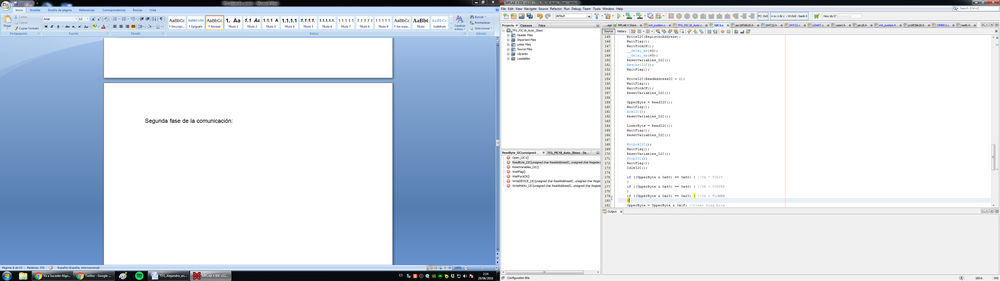 TFG_Alejandro_anexos - Microsoft Word
Inicio Insertar Diseño de página Referencias Correspondencia Revisar Vista
Pegar
Cortar
Copiar
Copiar formato
Portapapeles
Arial 12
Fuente
Párrafo
AaBbCc AaBbCcDd AaBbCc 1. Aa 1.1 Aa 1.1.1 A 1.1.1.1 1.1.1.1. 1.1.1.1.1. 1.1.1.1.1 1.1.1.1.1 1.1.1.1.1. AaBbCc AaBb( AaBbCc.
¶ Descripc... ¶ Epígrafe ¶ Normal Título 1 Título 2 Título 3 Título 4 Título 5 Título 6 Título 7 Título 8 Título 9 ¶ Sin espa... Título Subtítulo
Cambiar estilos
Estilos
Buscar
Reemplazar
Seleccionar
Edición
Segunda fase de la comunicación:
Página: 8 de 15 Palabras: 355 Español (España, internacional) 140%
Va a Suceder Algo... Twitter - Google ... TFG_Alejandro_an... MPLAB X IDE v3.1...
ES 2:14
29/08/2016
MPLAB X IDE v3.15 - TFG_PIC18_Auto_30sec : default
File Edit View Navigate Source Refactor Run Debug Team Tools Window Help
Search (Ctrl+I)
default PC: 0x0 n ov z dc c : W:0x0 : bank 0 How do I? Keyword(s)
Projects Classes Files
TFG_PIC18_Auto_30sec
Header Files
Important Files
Linker Files
Source Files
Libraries
Loadables
ReadByte_I2C(unsigned ... TFG_PIC18_Auto_30sec - Da...
Open_I2C1()
ReadByte_I2C(unsigned char ReadAddressIC, unsigned char Register
ResetVariables_I2C()
WaitFlag()
WaitForACK()
WriteDEVICE_I2C(unsigned char ReadAddressIC, unsigned char Regis
WriteMANU_I2C(unsigned char ReadAddressIC, unsigned char Registe
...age MPLAB X Store init_system.c TFG_PIC18_Auto.c I2C1.c pic18f26k20.h DHT22.h DHT22.c USART.c usart.h pic18.h init_system.h p18f26k20.h TIMER3.c math.h
Source History
145 WriteI2C(RegisterAddress);
146 WaitFlag();
147 WaitForACK();
148 __delay_ms(45);
149 __delay_ms(45);
150 ResetVariables_I2C();
151 RestartI2C();
152 WaitFlag();
153
154 WriteI2C(ReadAddressIC + 1);
155 WaitFlag();
156 WaitForACK();
157 ResetVariables_I2C();
158
159 UpperByte = ReadI2C();
160 WaitFlag();
161 AckI2C();
162 ResetVariables_I2C();
163
164 LowerByte = ReadI2C();
165 WaitFlag();
166 ResetVariables_I2C();
167
168 NotAckI2C();
169 WaitFlag();
170 ResetVariables_I2C();
171 StopI2C();
172 WaitFlag();
173 IdleI2C();
174
175 if ((UpperByte & 0x80) == 0x80) { //TA ³ TCRIT
176 }
177 if ((UpperByte & 0x40) == 0x40) { //TA > TUPPER
178 }
179 if ((UpperByte & 0x20) == 0x20) { //TA < TLOWER
180 }
181 UpperByte = UpperByte & 0x1F; //Clear flag bits
Output
Configuration Bits
180:6 INS